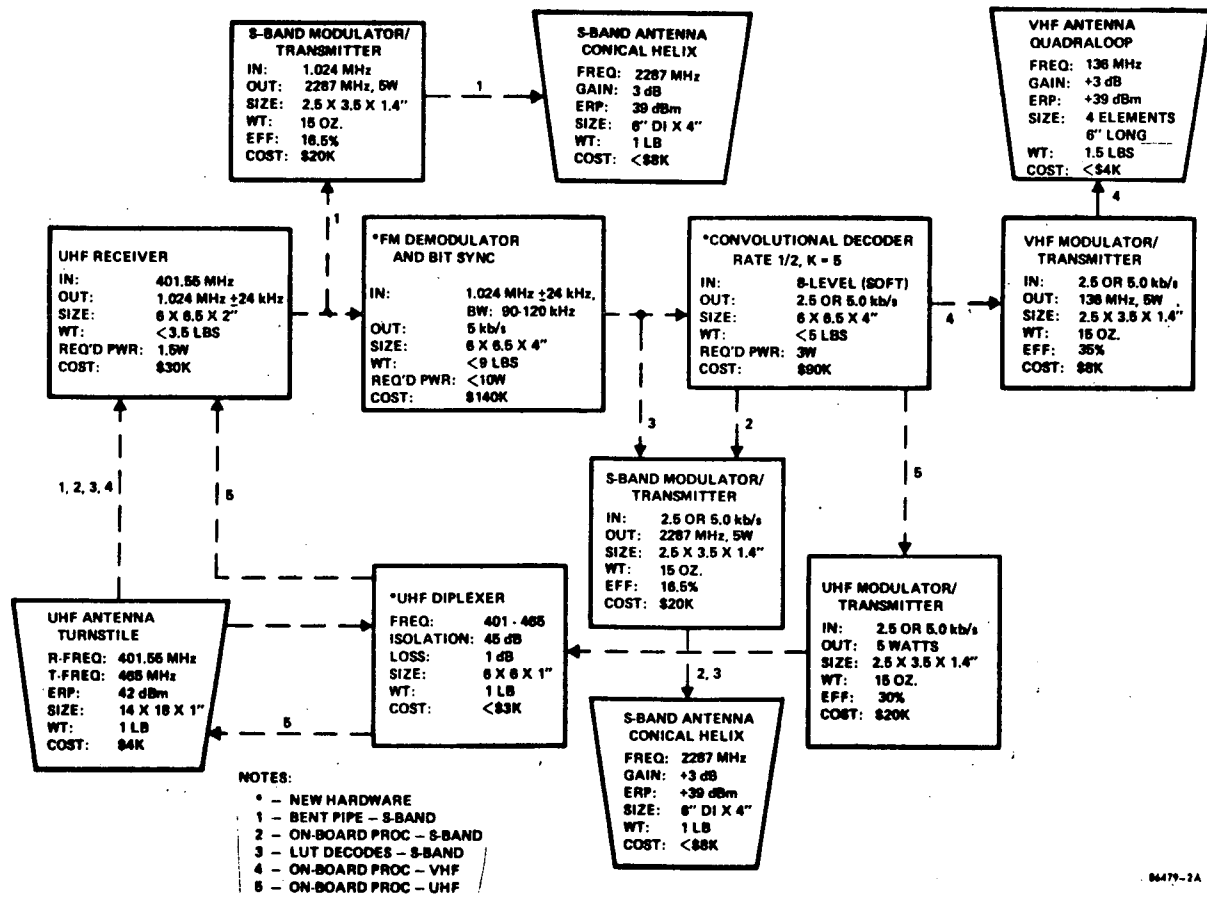 S-BAND MODULATOR/
TRANSMITTER
IN: 1.024 MHz
OUT: 2287 MHz, 5W
SIZE: 2.5 X 3.5 X 1.4"
WT: 15 OZ.
EFF: 16.5%
COST: $20K
1
S-BAND ANTENNA
CONICAL HELIX
FREQ: 2287 MHz
GAIN: 3 dB
ERP: 39 dBm
SIZE: 6" DI X 4"
WT: 1 LB
COST: <$8K
VHF ANTENNA
QUADRALOOP
FREQ: 136 MHz
GAIN: +3 dB
ERP: +39 dBm
SIZE: 4 ELEMENTS
6" LONG
WT: 1.5 LBS
COST: <$4K
1
4
UHF RECEIVER
IN: 401.55 MHz
OUT: 1.024 MHz ±24 kHz
SIZE: 6 X 6.5 X 2"
WT: <3.5 LBS
REQ'D PWR: 1.5W
COST: $30K
*FM DEMODULATOR
AND BIT SYNC
IN: 1.024 MHz ±24 kHz,
BW: 90-120 kHz
OUT: 5 kb/s
SIZE: 6 X 6.5 X 4"
WT: <9 LBS
REQ'D PWR: <10W
COST: $140K
*CONVOLUTIONAL DECODER
RATE 1/2, K = 5
IN: 8-LEVEL (SOFT)
OUT: 2.5 OR 5.0 kb/s
SIZE: 6 X 6.5 X 4"
WT: <5 LBS
REQ'D PWR: 3W
COST: $90K
4
VHF MODULATOR/
TRANSMITTER
IN: 2.5 OR 5.0 kb/s
OUT: 136 MHz, 5W
SIZE: 2.5 X 3.5 X 1.4"
WT: 15 OZ.
EFF: 35%
COST: $8K
1, 2, 3, 4
5
3
2
5
S-BAND MODULATOR/
TRANSMITTER
IN: 2.5 OR 5.0 kb/s
OUT: 2287 MHz, 5W
SIZE: 2.5 X 3.5 X 1.4"
WT: 15 OZ.
EFF: 16.5%
COST: $20K
UHF ANTENNA
TURNSTILE
R-FREQ: 401.55 MHz
T-FREQ: 465 MHz
ERP: 42 dBm
SIZE: 14 X 18 X 1"
WT: 1 LB
COST: $4K
*UHF DIPLEXER
FREQ: 401 - 465
ISOLATION: 45 dB
LOSS: 1 dB
SIZE: 6 X 6 X 1"
WT: 1 LB
COST: <$3K
5
UHF MODULATOR/
TRANSMITTER
IN: 2.5 OR 5.0 kb/s
OUT: 5 WATTS
SIZE: 2.5 X 3.5 X 1.4"
WT: 15 OZ.
EFF: 30%
COST: $20K
2, 3
S-BAND ANTENNA
CONICAL HELIX
FREQ: 2287 MHz
GAIN: +3 dB
ERP: +39 dBm
SIZE: 6" DI X 4"
WT: 1 LB
COST: <$8K
NOTES:
* – NEW HARDWARE
1 – BENT PIPE – S-BAND
2 – ON-BOARD PROC – S-BAND
3 – LUT DECODES – S-BAND
4 – ON-BOARD PROC – VHF
5 – ON-BOARD PROC – UHF
86479-2A